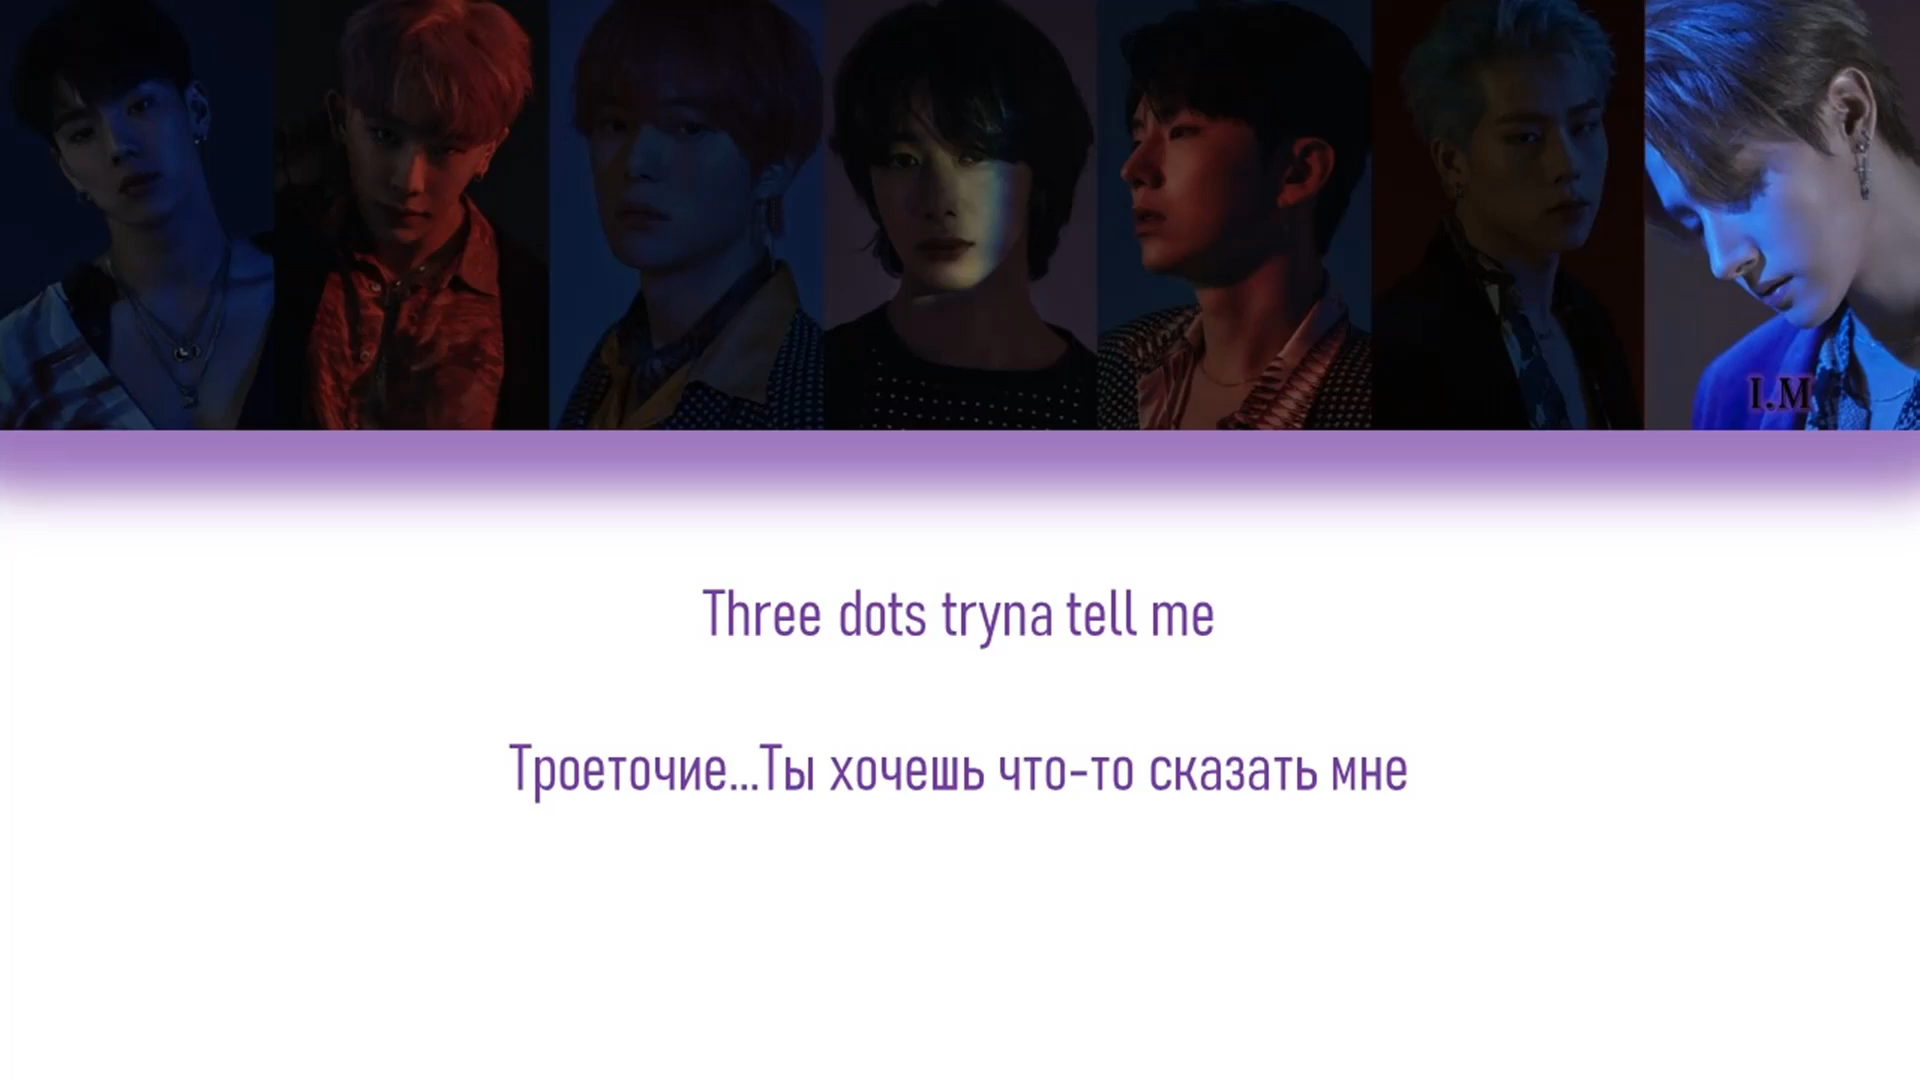 I.M
Three dots tryna tell me
Троеточие...Ты хочешь что-то сказать мне